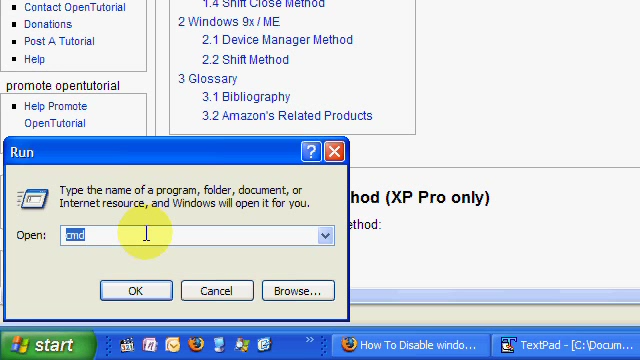 1.4 Shift Close Method
Contact OpenTutorial
Donations
Post A Tutorial
Help
promote opentutorial
Help Promote
OpenTutorial
2 Windows 9x / ME
2.1 Device Manager Method
2.2 Shift Method
3 Glossary
3.1 Bibliography
3.2 Amazon's Related Products
Run
Type the name of a program, folder, document, or
Internet resource, and Windows will open it for you.
Open: cmd
OK Cancel Browse...
hod (XP Pro only)
ethod:
start
How To Disable windo...
TextPad - [C:\Docum...